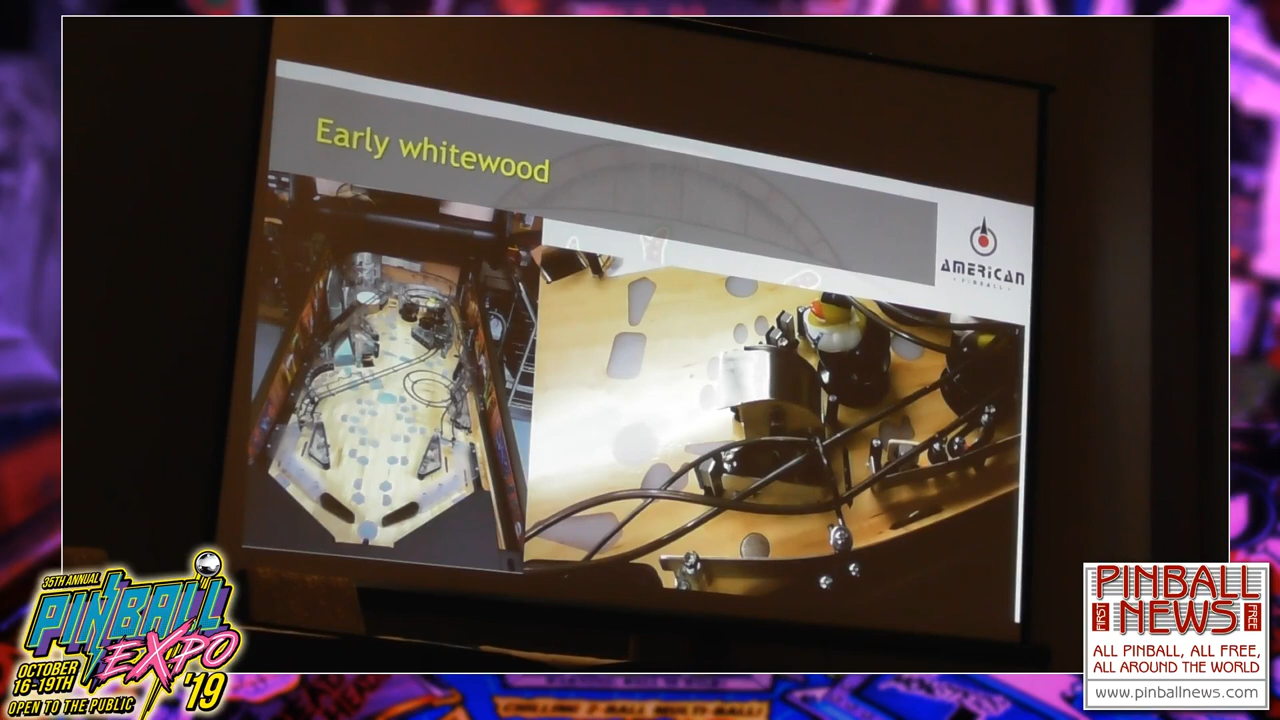 Early whitewood
AMERICAN
PINBALL
35TH ANNUAL
PINBALL
EXPO
OCTOBER
16-19TH
'19
OPEN TO THE PUBLIC
PINBALL
FIRST NEWS FREE
ALL PINBALL, ALL FREE,
ALL AROUND THE WORLD
www.pinballnews.com